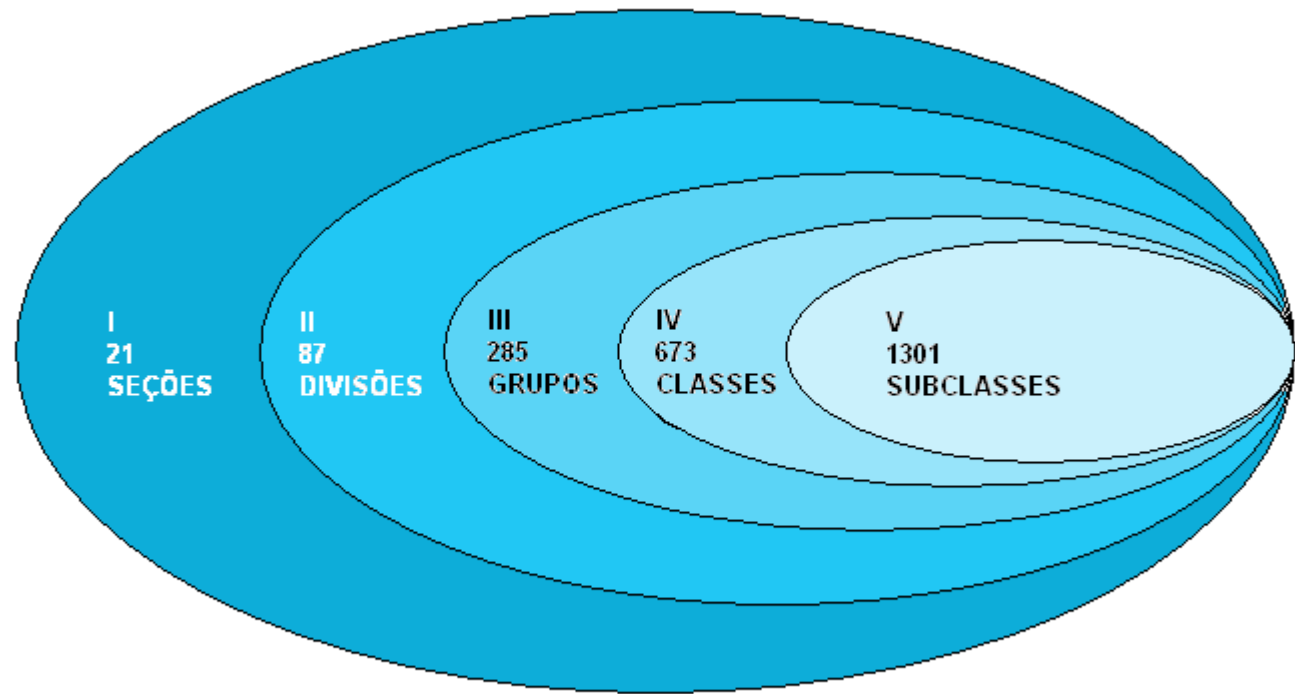 I
21
SEÇÕES
II
87
DIVISÕES
III
285
GRUPOS
IV
673
CLASSES
V
1301
SUBCLASSES